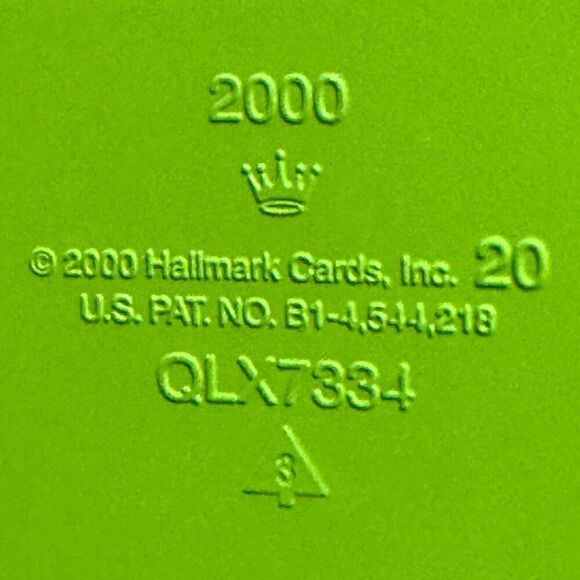 2000
© 2000 Hallmark Cards, Inc. 20
U.S. PAT. NO. B1-4,544,218
QLX7334
3